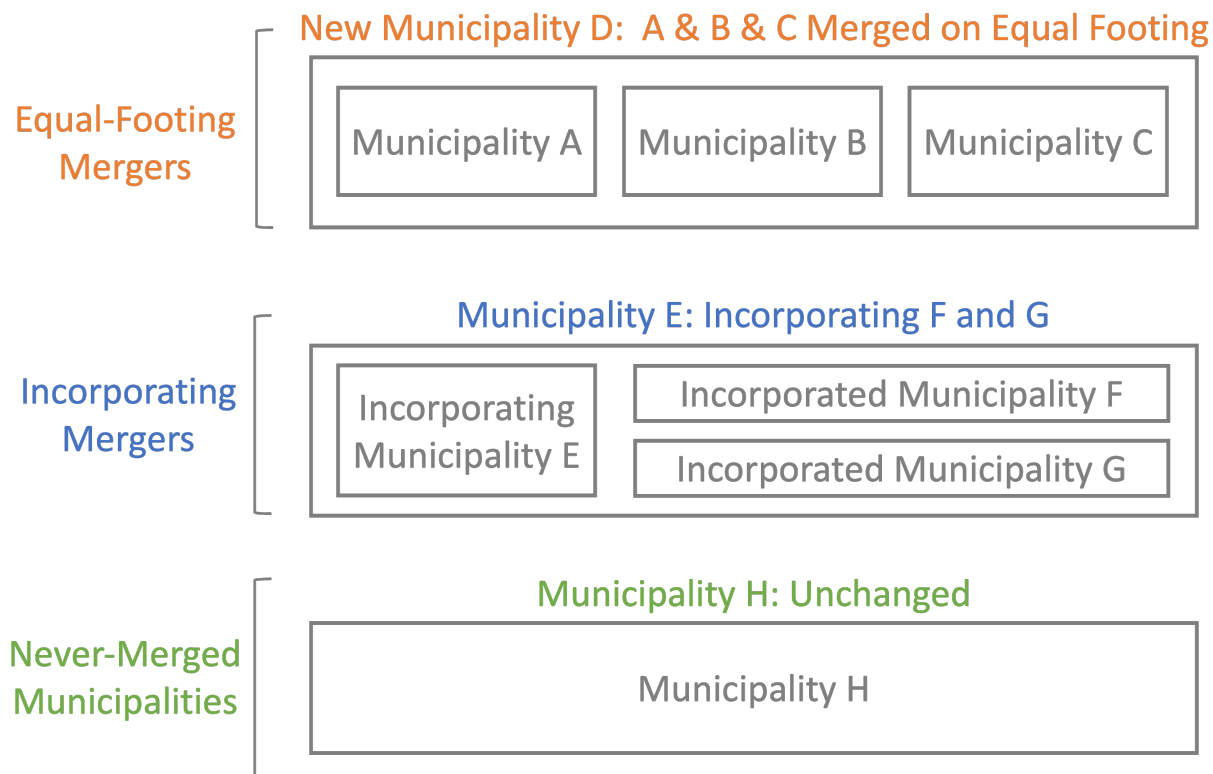 New Municipality D:  A & B & C Merged on Equal Footing
Equal-Footing
Mergers
Municipality A
Municipality B
Municipality C
Municipality E: Incorporating F and G
Incorporating
Mergers
Incorporating
Municipality E
Incorporated Municipality F
Incorporated Municipality G
Municipality H: Unchanged
Never-Merged
Municipalities
Municipality H